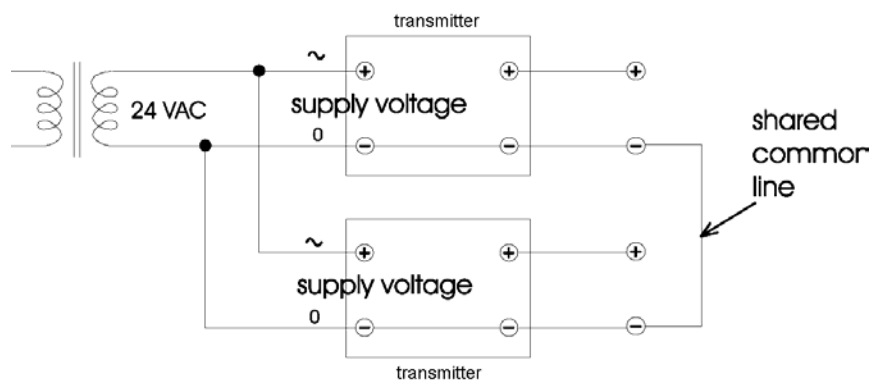 transmitter
~
+
+
+
24 VAC
supply voltage
0
−
−
−
shared
common
line
~
+
+
+
supply voltage
0
−
−
−
transmitter